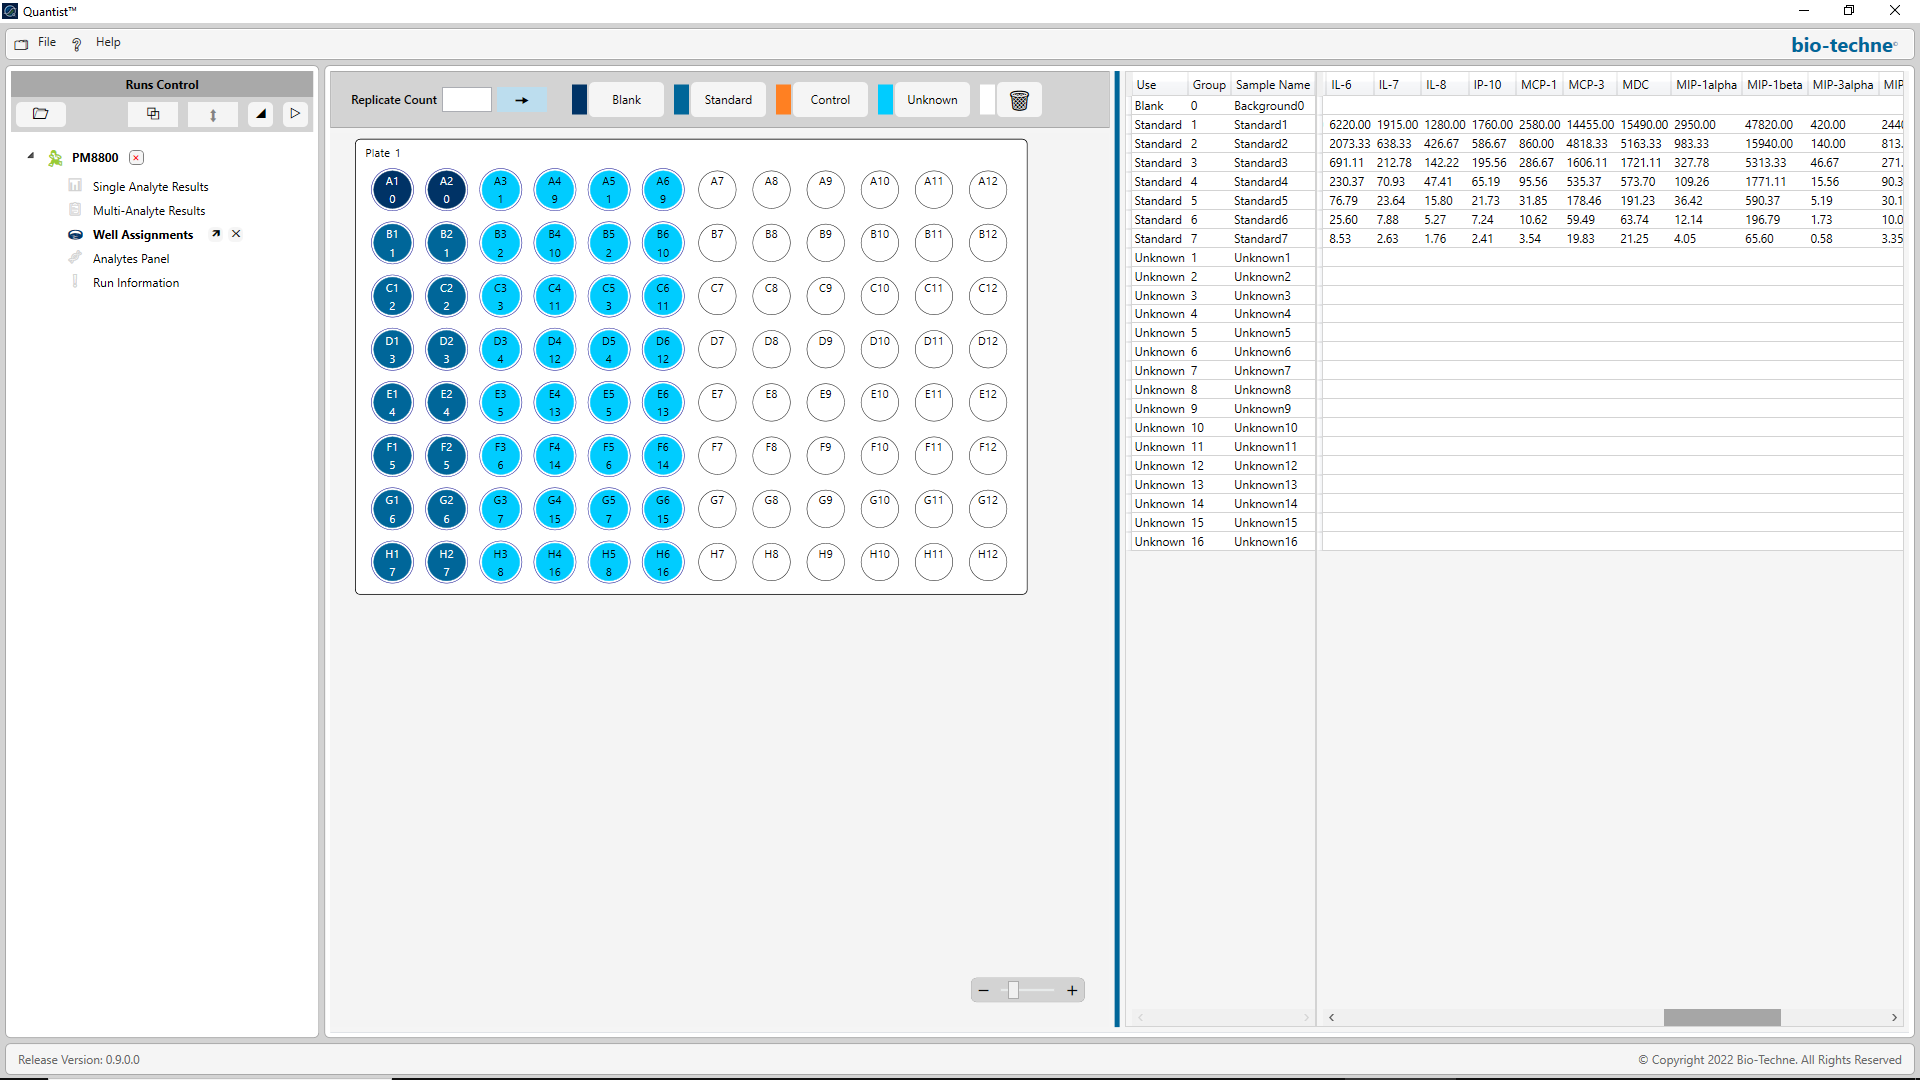 Quantist™
File Help
bio-techne
Runs Control
PM8800
Single Analyte Results
Multi-Analyte Results
Well Assignments
Analytes Panel
Run Information
Replicate Count Blank Standard Control Unknown
Plate 1
A1 A2 A3 A4 A5 A6 A7 A8 A9 A10 A11 A12
0 0 1 9 1 9
B1 B2 B3 B4 B5 B6 B7 B8 B9 B10 B11 B12
1 1 2 10 2 10
C1 C2 C3 C4 C5 C6 C7 C8 C9 C10 C11 C12
2 2 3 11 3 11
D1 D2 D3 D4 D5 D6 D7 D8 D9 D10 D11 D12
3 3 4 12 4 12
E1 E2 E3 E4 E5 E6 E7 E8 E9 E10 E11 E12
4 4 5 13 5 13
F1 F2 F3 F4 F5 F6 F7 F8 F9 F10 F11 F12
5 5 6 14 6 14
G1 G2 G3 G4 G5 G6 G7 G8 G9 G10 G11 G12
6 6 7 15 7 15
H1 H2 H3 H4 H5 H6 H7 H8 H9 H10 H11 H12
7 7 8 16 8 16
Use Group Sample Name IL-6 IL-7 IL-8 IP-10 MCP-1 MCP-3 MDC MIP-1alpha MIP-1beta MIP-3alpha MIP
Blank 0 Background0
Standard 1 Standard1 6220.00 1915.00 1280.00 1760.00 2580.00 14455.00 15490.00 2950.00 47820.00 420.00 2440
Standard 2 Standard2 2073.33 638.33 426.67 586.67 860.00 4818.33 5163.33 983.33 15940.00 140.00 813.
Standard 3 Standard3 691.11 212.78 142.22 195.56 286.67 1606.11 1721.11 327.78 5313.33 46.67 271.
Standard 4 Standard4 230.37 70.93 47.41 65.19 95.56 535.37 573.70 109.26 1771.11 15.56 90.3
Standard 5 Standard5 76.79 23.64 15.80 21.73 31.85 178.46 191.23 36.42 590.37 5.19 30.1
Standard 6 Standard6 25.60 7.88 5.27 7.24 10.62 59.49 63.74 12.14 196.79 1.73 10.0
Standard 7 Standard7 8.53 2.63 1.76 2.41 3.54 19.83 21.25 4.05 65.60 0.58 3.35
Unknown 1 Unknown1
Unknown 2 Unknown2
Unknown 3 Unknown3
Unknown 4 Unknown4
Unknown 5 Unknown5
Unknown 6 Unknown6
Unknown 7 Unknown7
Unknown 8 Unknown8
Unknown 9 Unknown9
Unknown 10 Unknown10
Unknown 11 Unknown11
Unknown 12 Unknown12
Unknown 13 Unknown13
Unknown 14 Unknown14
Unknown 15 Unknown15
Unknown 16 Unknown16
Release Version: 0.9.0.0
© Copyright 2022 Bio-Techne. All Rights Reserved